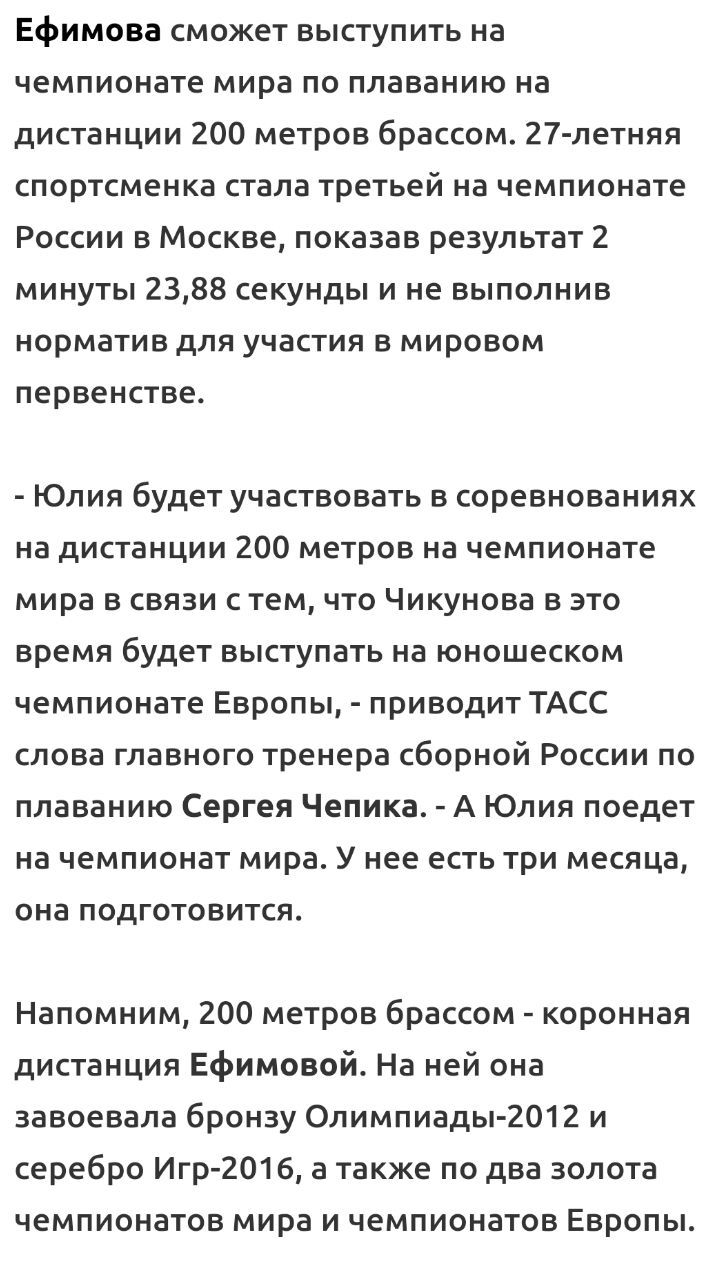 Ефимова сможет выступить на
чемпионате мира по плаванию на
дистанции 200 метров брассом. 27-летняя
спортсменка стала третьей на чемпионате
России в Москве, показав результат 2
минуты 23,88 секунды и не выполнив
норматив для участия в мировом
первенстве.
- Юлия будет участвовать в соревнованиях
на дистанции 200 метров на чемпионате
мира в связи с тем, что Чикунова в это
время будет выступать на юношеском
чемпионате Европы, - приводит ТАСС
слова главного тренера сборной России по
плаванию Сергея Чепика. - А Юлия поедет
на чемпионат мира. У нее есть три месяца,
она подготовится.
Напомним, 200 метров брассом - коронная
дистанция Ефимовой. На ней она
завоевала бронзу Олимпиады-2012 и
серебро Игр-2016, а также по два золота
чемпионатов мира и чемпионатов Европы.